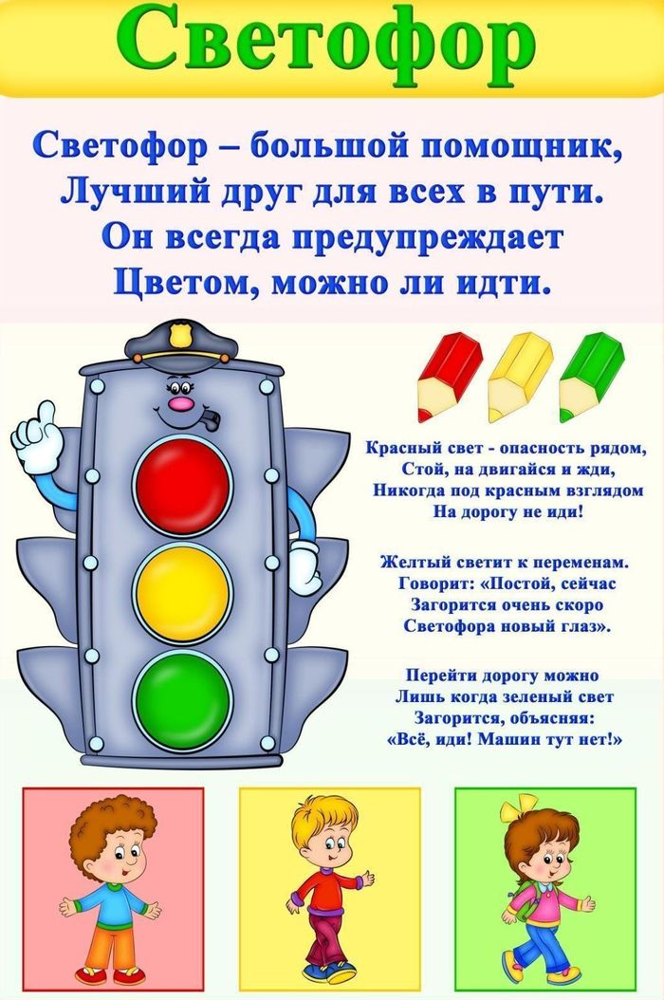 Светофор
Светофор – большой помощник,
Лучший друг для всех в пути.
Он всегда предупреждает
Цветом, можно ли идти.
Красный свет - опасность рядом,
Стой, на двигайся и жди,
Никогда под красным взглядом
На дорогу не иди!
Желтый светит к переменам.
Говорит: «Постой, сейчас
Загорится очень скоро
Светофора новый глаз».
Перейти дорогу можно
Лишь когда зеленый свет
Загорится, объясняя:
«Всё, иди! Машин тут нет!»